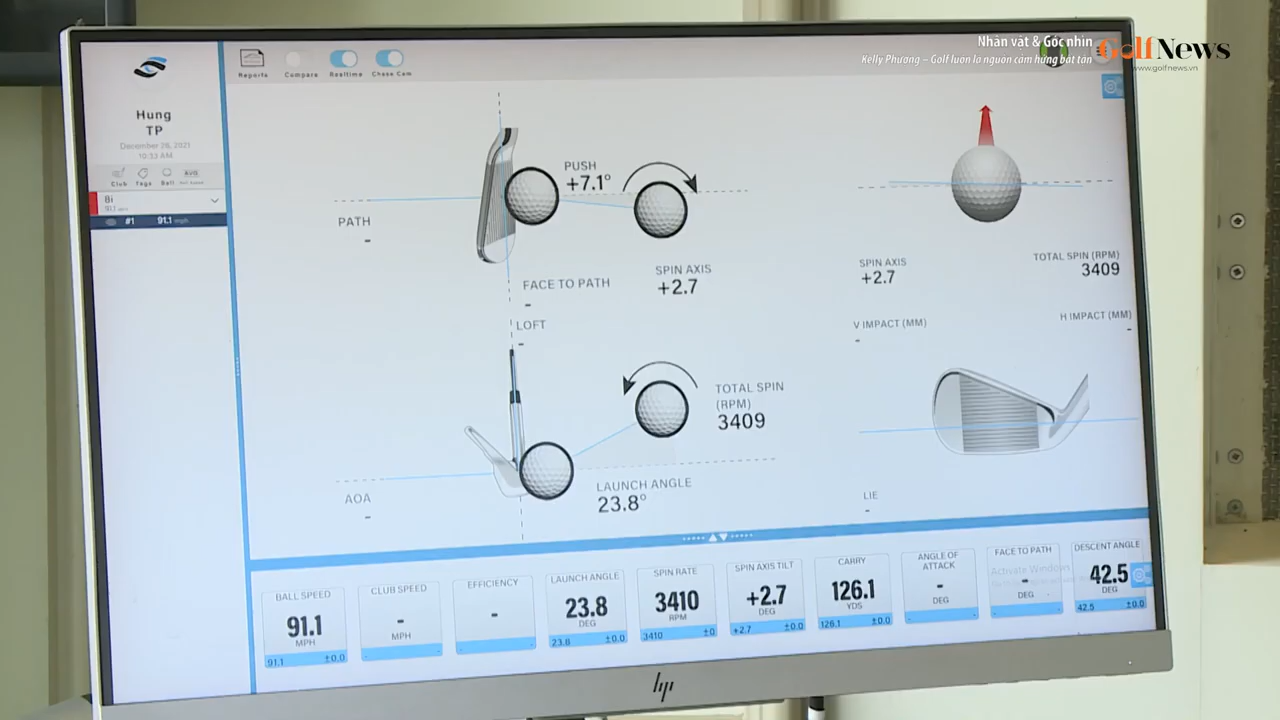 Nhân vật & Góc nhìn
Kelly Phượng – Golf luôn là nguồn cảm hứng bất tận
GolfNews
www.golfnews.vn
Reports
Compare
Realtime
Chase Cam
Hung
TP
December 26, 2021
10:33 AM
Club
Tags
Ball
AVG
Bi
#1 91.1 mph
PUSH
+7.1°
PATH
-
FACE TO PATH
-
SPIN AXIS
+2.7
SPIN AXIS
+2.7
TOTAL SPIN (RPM)
3409
LOFT
-
V IMPACT (MM)
-
H IMPACT (MM)
-
TOTAL SPIN
(RPM)
3409
AOA
-
LAUNCH ANGLE
23.8°
LIE
-
BALL SPEED
91.1
MPH
91.1 ±0.0
CLUB SPEED
-
MPH
- -
EFFICIENCY
-
- -
LAUNCH ANGLE
23.8
DEG
23.8 ±0.0
SPIN RATE
3410
RPM
3410 ±0
SPIN AXIS TILT
+2.7
DEG
+2.7 ±0.0
CARRY
126.1
YDS
126.1 ±0.0
ANGLE OF
ATTACK
-
DEG
- -
FACE TO PATH
Activate Windows
-
DEG
- -
DESCENT ANGLE
42.5
DEG
42.5 ±0.0
hp